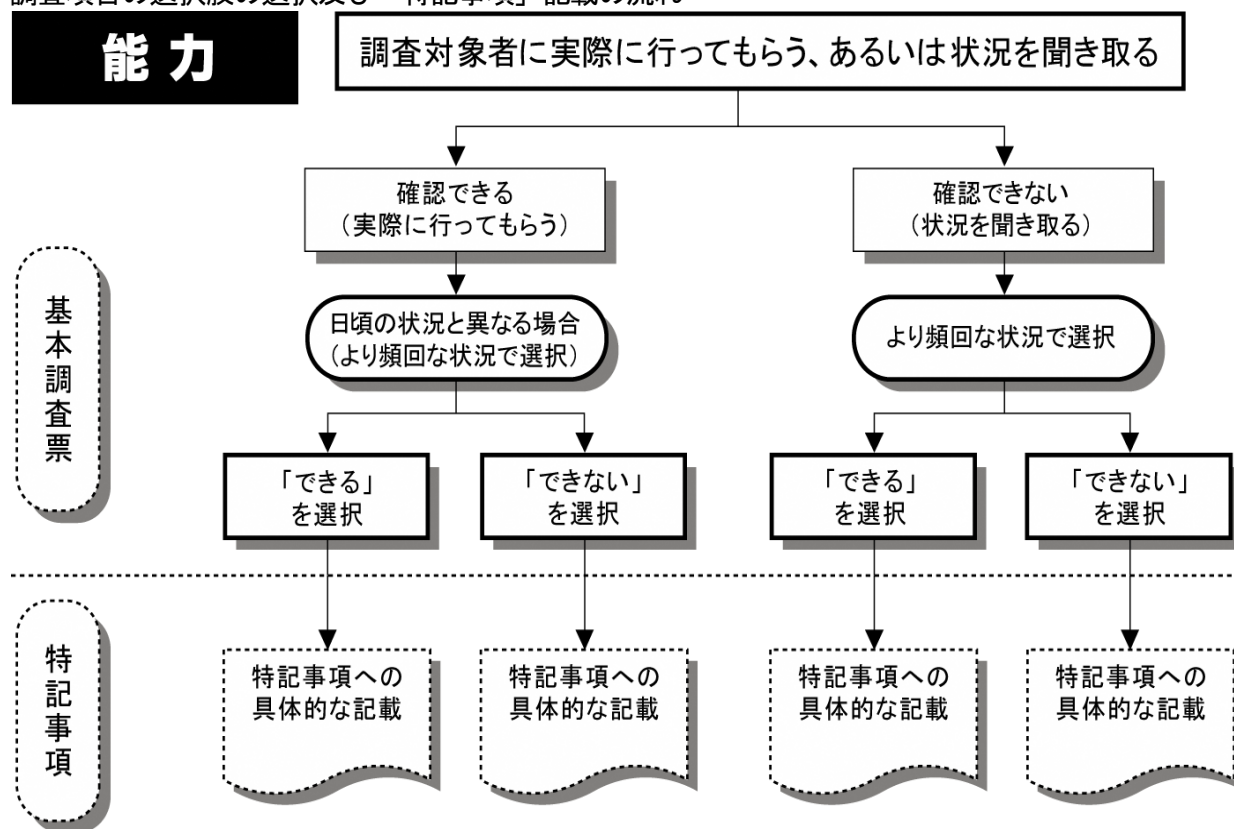 調査項目の選択肢の選択及び「特記事項」記載の流れ
能力
調査対象者に実際に行ってもらう、あるいは状況を聞き取る
確認できる
（実際に行ってもらう）
確認できない
（状況を聞き取る）
基本調査票
日頃の状況と異なる場合
（より頻回な状況で選択）
より頻回な状況で選択
「できる」
を選択
「できない」
を選択
「できる」
を選択
「できない」
を選択
特記事項
特記事項への
具体的な記載
特記事項への
具体的な記載
特記事項への
具体的な記載
特記事項への
具体的な記載